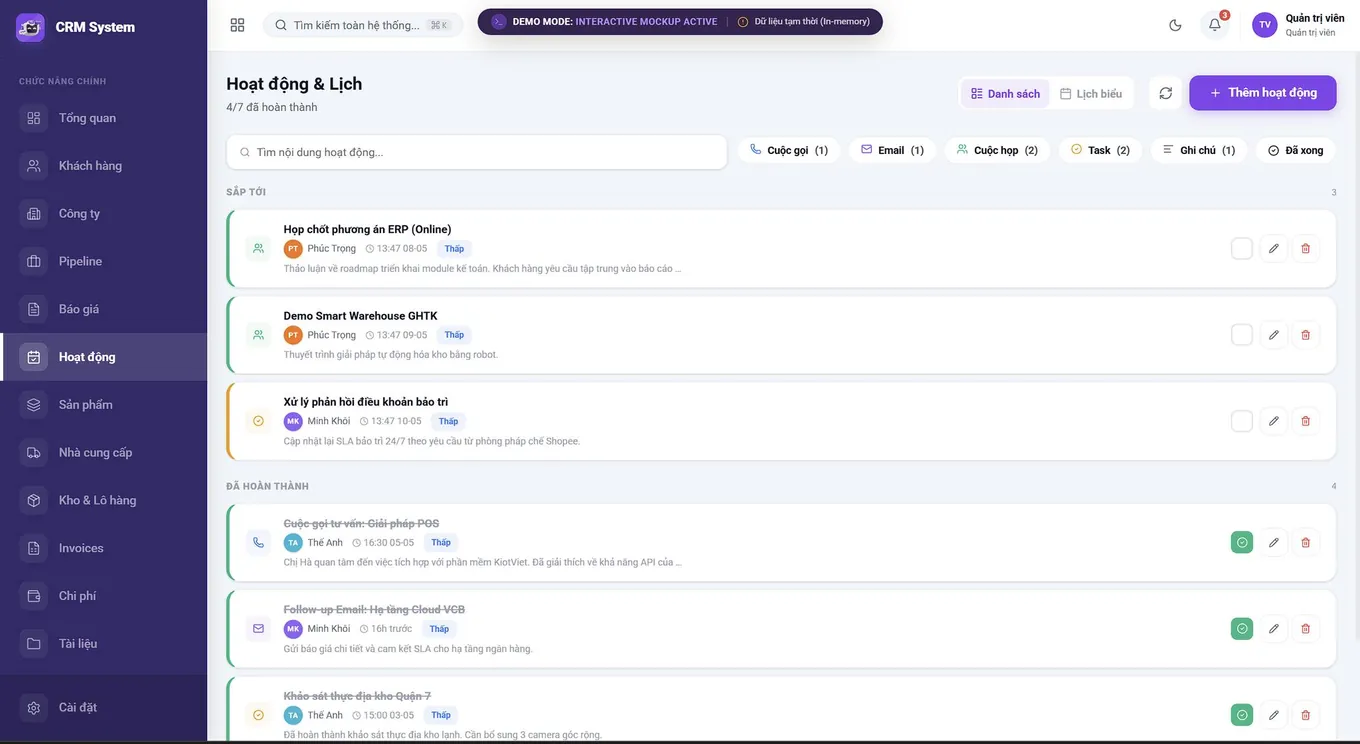 CRM System
Tìm kiếm toàn hệ thống... ⌘K
DEMO MODE: INTERACTIVE MOCKUP ACTIVE
Dữ liệu tạm thời (In-memory)
3
TV
Quản trị viên
Quản trị viên
CHỨC NĂNG CHÍNH
Tổng quan
Khách hàng
Công ty
Pipeline
Báo giá
Hoạt động
Sản phẩm
Nhà cung cấp
Kho & Lô hàng
Invoices
Chi phí
Tài liệu
Cài đặt
Hoạt động & Lịch
4/7 đã hoàn thành
Danh sách
Lịch biểu
Thêm hoạt động
Tìm nội dung hoạt động...
Cuộc gọi (1)
Email (1)
Cuộc họp (2)
Task (2)
Ghi chú (1)
Đã xong
SẮP TỚI 3
Họp chốt phương án ERP (Online)
PT Phúc Trọng 13:47 08-05 Thấp
Thảo luận về roadmap triển khai module kế toán. Khách hàng yêu cầu tập trung vào báo cáo ...
Demo Smart Warehouse GHTK
PT Phúc Trọng 13:47 09-05 Thấp
Thuyết trình giải pháp tự động hóa kho bằng robot.
Xử lý phản hồi điều khoản bảo trì
MK Minh Khôi 13:47 10-05 Thấp
Cập nhật lại SLA bảo trì 24/7 theo yêu cầu từ phòng pháp chế Shopee.
ĐÃ HOÀN THÀNH 4
Cuộc gọi tư vấn: Giải pháp POS
TA Thế Anh 16:30 05-05 Thấp
Chị Hà quan tâm đến việc tích hợp với phần mềm KiotViet. Đã giải thích về khả năng API của ...
Follow-up Email: Hạ tầng Cloud VCB
MK Minh Khôi 16h trước Thấp
Gửi báo giá chi tiết và cam kết SLA cho hạ tầng ngân hàng.
Khảo sát thực địa kho Quận 7
TA Thế Anh 15:00 03-05 Thấp
Đã hoàn thành khảo sát thực địa kho lạnh. Cần bổ sung 3 camera góc rộng.